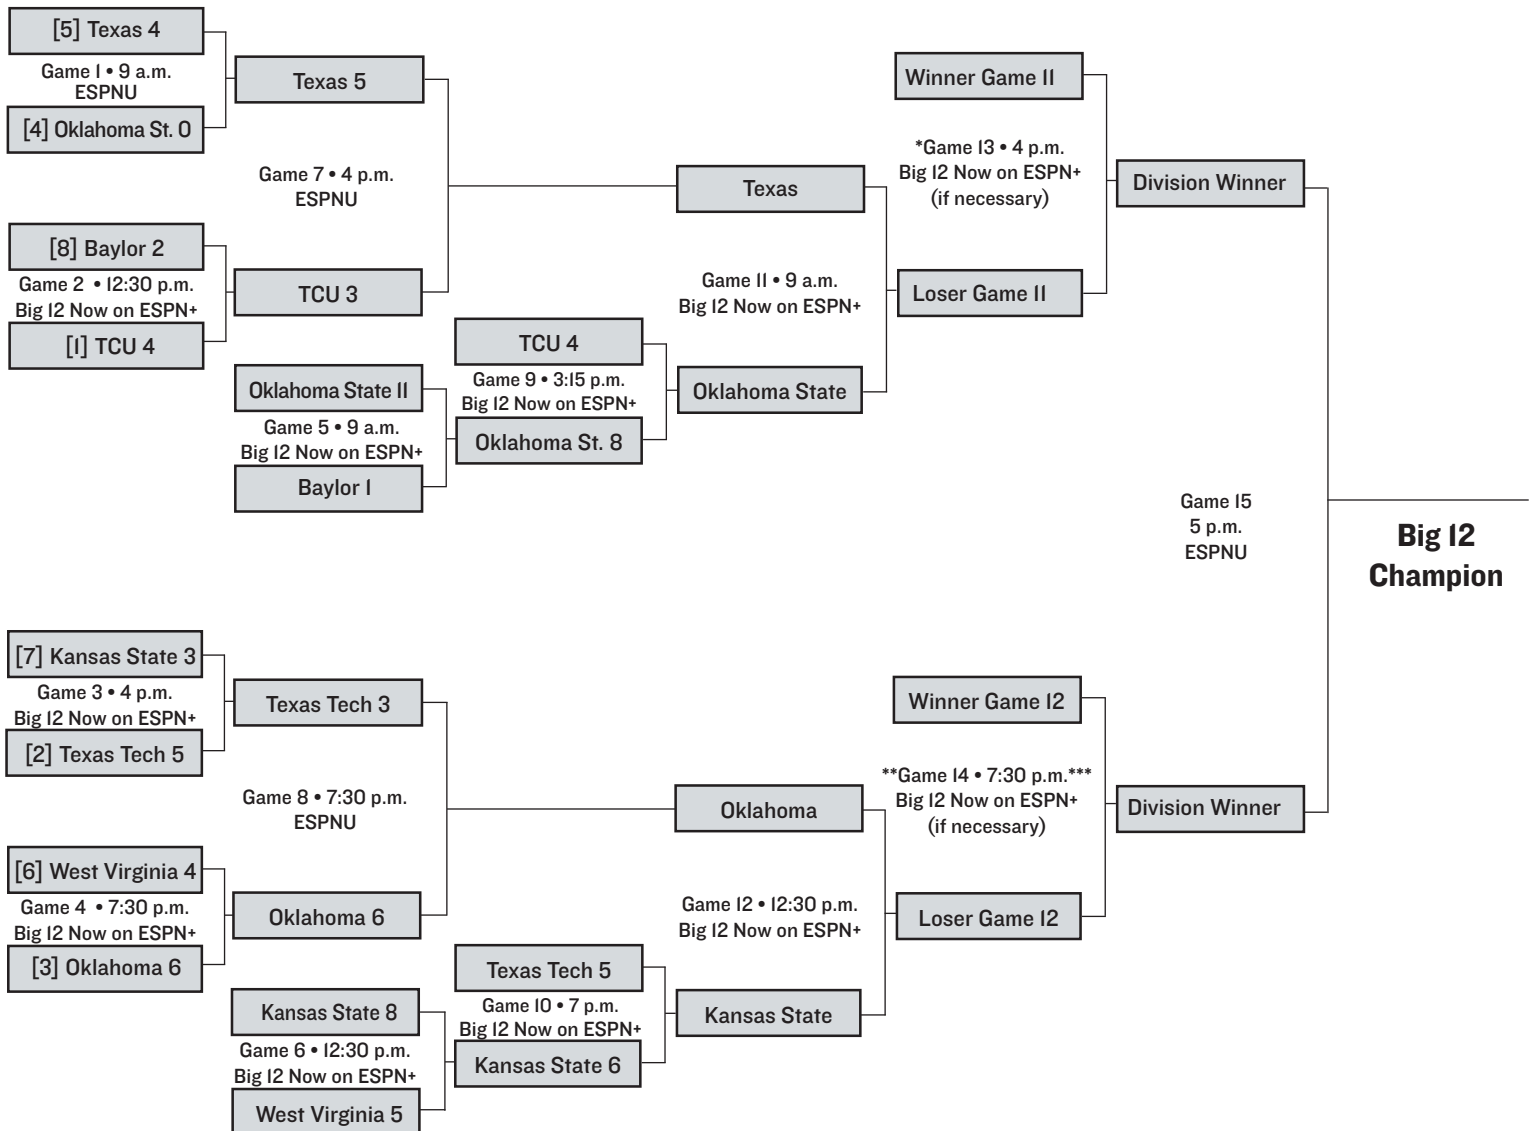 [5] Texas 4
Game 1 • 9 a.m.
ESPNU
[4] Oklahoma St. 0
Texas 5
Game 7 • 4 p.m.
ESPNU
[8] Baylor 2
Game 2 • 12:30 p.m.
Big 12 Now on ESPN+
[1] TCU 4
TCU 3
Oklahoma State 11
Game 5 • 9 a.m.
Big 12 Now on ESPN+
Baylor 1
TCU 4
Game 9 • 3:15 p.m.
Big 12 Now on ESPN+
Oklahoma St. 8
Texas
Game 11 • 9 a.m.
Big 12 Now on ESPN+
Oklahoma State
Winner Game 11
*Game 13 • 4 p.m.
Big 12 Now on ESPN+
(if necessary)
Loser Game 11
Division Winner
Game 15
5 p.m.
ESPNU
Big 12
Champion
[7] Kansas State 3
Game 3 • 4 p.m.
Big 12 Now on ESPN+
[2] Texas Tech 5
Texas Tech 3
Game 8 • 7:30 p.m.
ESPNU
[6] West Virginia 4
Game 4 • 7:30 p.m.
Big 12 Now on ESPN+
[3] Oklahoma 6
Oklahoma 6
Kansas State 8
Game 6 • 12:30 p.m.
Big 12 Now on ESPN+
West Virginia 5
Texas Tech 5
Game 10 • 7 p.m.
Big 12 Now on ESPN+
Kansas State 6
Oklahoma
Game 12 • 12:30 p.m.
Big 12 Now on ESPN+
Kansas State
Winner Game 12
**Game 14 • 7:30 p.m.***
Big 12 Now on ESPN+
(if necessary)
Loser Game 12
Division Winner